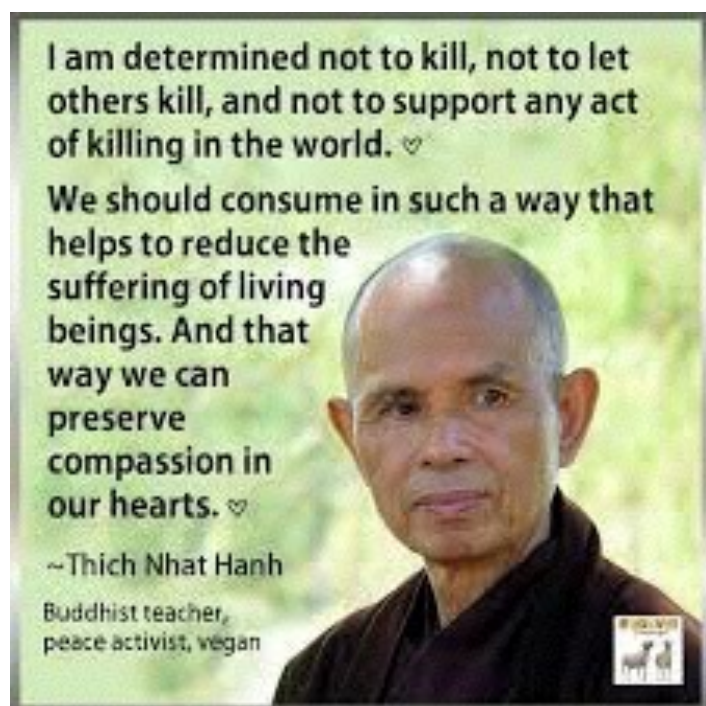 I am determined not to kill, not to let
others kill, and not to support any act
of killing in the world. ♡
We should consume in such a way that
helps to reduce the
suffering of living
beings. And that
way we can
preserve
compassion in
our hearts. ♡
~Thich Nhat Hanh
Buddhist teacher,
peace activist, vegan